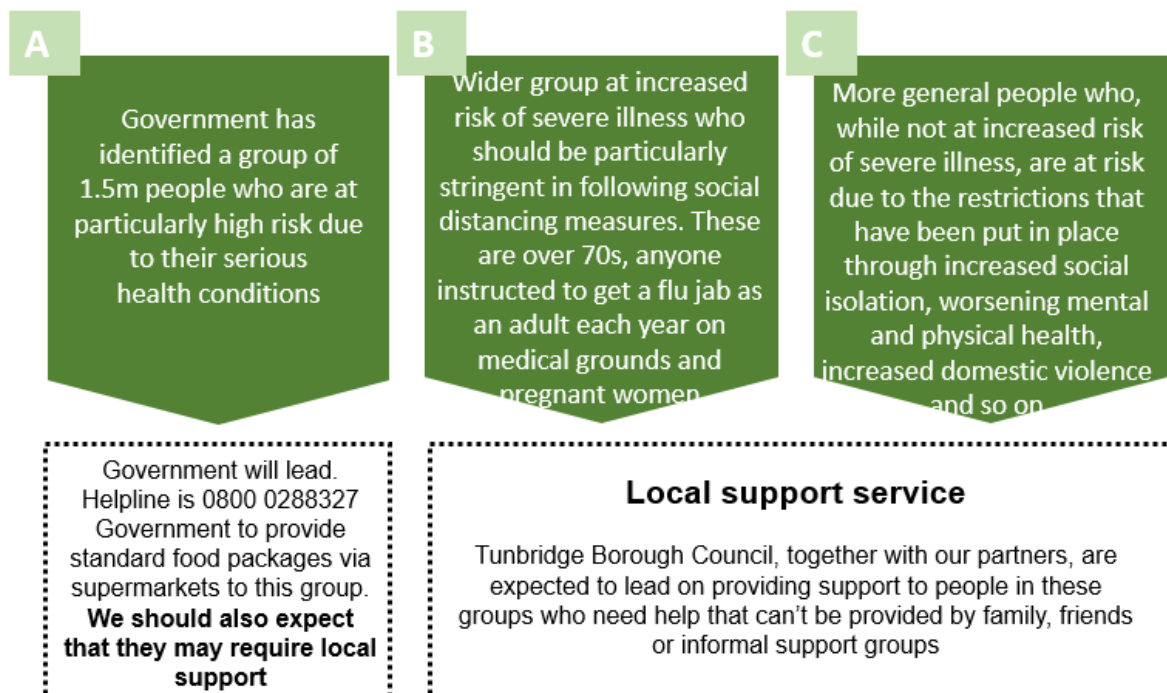 A
Government has
identified a group of
1.5m people who are at
particularly high risk due
to their serious
health conditions
B
Wider group at increased
risk of severe illness who
should be particularly
stringent in following social
distancing measures. These
are over 70s, anyone
instructed to get a flu jab as
an adult each year on
medical grounds and
pregnant women
C
More general people who,
while not at increased risk
of severe illness, are at risk
due to the restrictions that
have been put in place
through increased social
isolation, worsening mental
and physical health,
increased domestic violence
and so on
Government will lead.
Helpline is 0800 0288327
Government to provide
standard food packages via
supermarkets to this group.
We should also expect
that they may require local
support
Local support service
Tunbridge Borough Council, together with our partners, are
expected to lead on providing support to people in these
groups who need help that can’t be provided by family, friends
or informal support groups